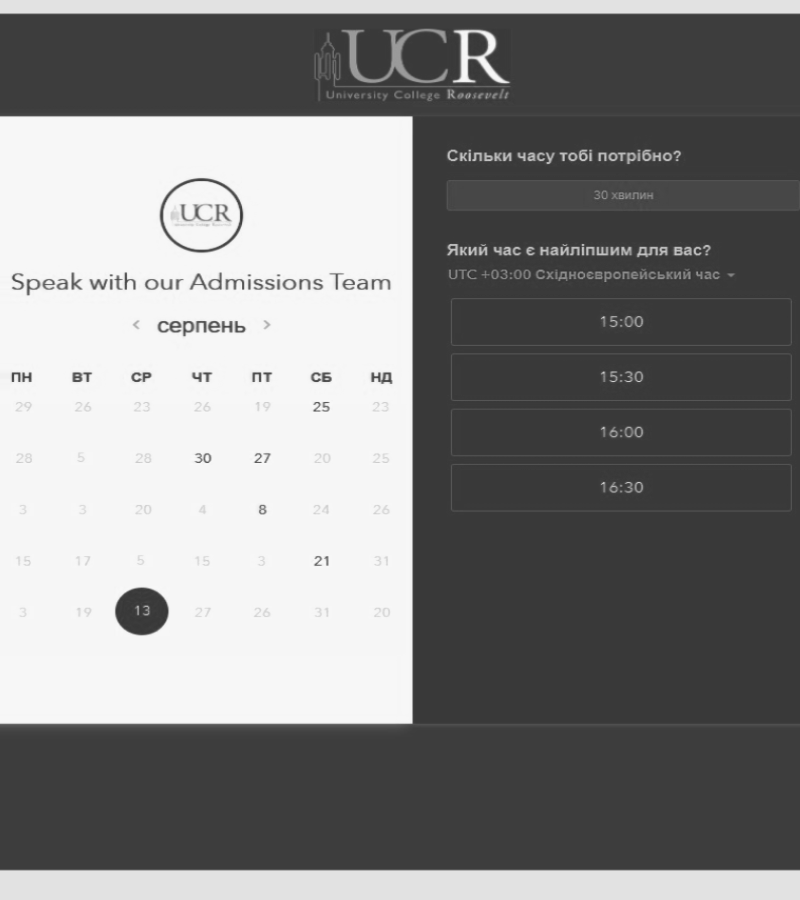 UCR
University College Roosevelt
UCR
Speak with our Admissions Team
серпень
ПН ВТ СР ЧТ ПТ СБ НД
29 26 23 26 19 25 23
28 5 28 30 27 20 25
3 3 20 4 8 24 26
15 17 5 15 3 21 31
3 19 13 27 26 31 20
Скільки часу тобі потрібно?
30 хвилин
Який час є найліпшим для вас?
UTC +03:00 Східноєвропейський час
15:00
15:30
16:00
16:30